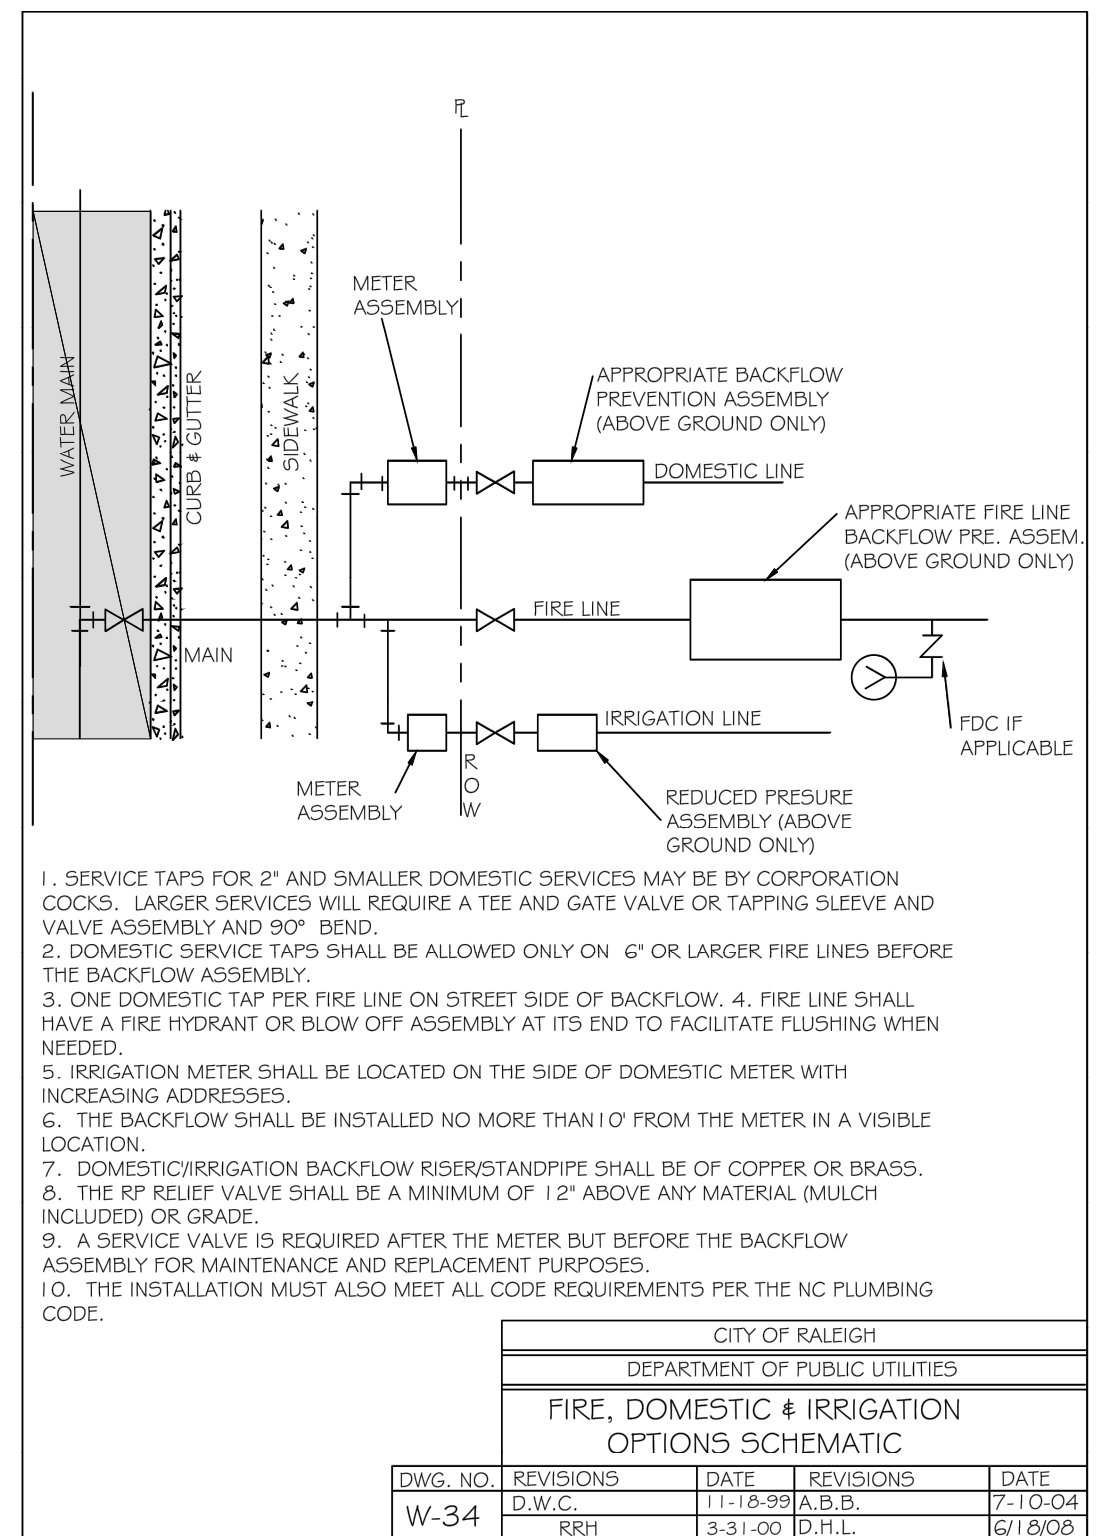 PL
METER
ASSEMBLY
APPROPRIATE BACKFLOW
PREVENTION ASSEMBLY
(ABOVE GROUND ONLY)
WATER MAIN
CURB & GUTTER
SIDEWALK
DOMESTIC LINE
APPROPRIATE FIRE LINE
BACKFLOW PRE. ASSEM.
(ABOVE GROUND ONLY)
FIRE LINE
MAIN
IRRIGATION LINE
FDC IF
APPLICABLE
ROW
METER
ASSEMBLY
REDUCED PRESURE
ASSEMBLY (ABOVE
GROUND ONLY)
1. SERVICE TAPS FOR 2" AND SMALLER DOMESTIC SERVICES MAY BE BY CORPORATION
COCKS. LARGER SERVICES WILL REQUIRE A TEE AND GATE VALVE OR TAPPING SLEEVE AND
VALVE ASSEMBLY AND 90° BEND.
2. DOMESTIC SERVICE TAPS SHALL BE ALLOWED ONLY ON 6" OR LARGER FIRE LINES BEFORE
THE BACKFLOW ASSEMBLY.
3. ONE DOMESTIC TAP PER FIRE LINE ON STREET SIDE OF BACKFLOW. 4. FIRE LINE SHALL
HAVE A FIRE HYDRANT OR BLOW OFF ASSEMBLY AT ITS END TO FACILITATE FLUSHING WHEN
NEEDED.
5. IRRIGATION METER SHALL BE LOCATED ON THE SIDE OF DOMESTIC METER WITH
INCREASING ADDRESSES.
6. THE BACKFLOW SHALL BE INSTALLED NO MORE THAN10' FROM THE METER IN A VISIBLE
LOCATION.
7. DOMESTIC'/IRRIGATION BACKFLOW RISER/STANDPIPE SHALL BE OF COPPER OR BRASS.
8. THE RP RELIEF VALVE SHALL BE A MINIMUM OF 12" ABOVE ANY MATERIAL (MULCH
INCLUDED) OR GRADE.
9. A SERVICE VALVE IS REQUIRED AFTER THE METER BUT BEFORE THE BACKFLOW
ASSEMBLY FOR MAINTENANCE AND REPLACEMENT PURPOSES.
10. THE INSTALLATION MUST ALSO MEET ALL CODE REQUIREMENTS PER THE NC PLUMBING
CODE.
CITY OF RALEIGH
DEPARTMENT OF PUBLIC UTILITIES
FIRE, DOMESTIC & IRRIGATION
OPTIONS SCHEMATIC
DWG. NO. REVISIONS DATE REVISIONS DATE
W-34
D.W.C. 11-18-99 A.B.B. 7-10-04
RRH 3-31-00 D.H.L. 6/18/08